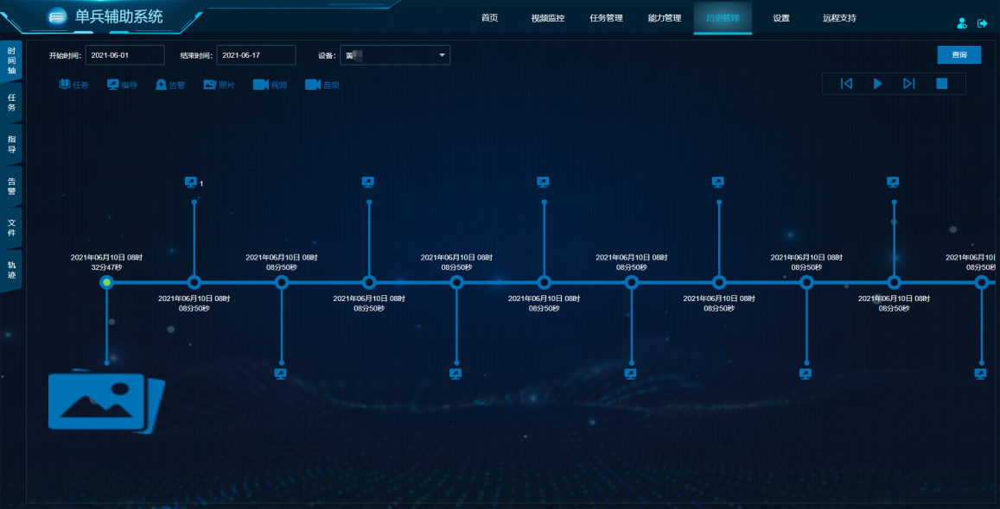 单兵辅助系统
首页 视频监控 任务管理 能力管理 历史管理 设置 远程支持
时间轴
任务
指导
告警
文件
轨迹
开始时间: 2021-06-01 结束时间: 2021-06-17 设备: 黄 查询
任务 指导 告警 照片 视频 音频
1
2021年06月10日 08时
32分47秒
2021年06月10日 08时
08分50秒
2021年06月10日 08时
08分50秒
2021年06月10日 08时
08分50秒
2021年06月10日 08时
08分50秒
2021年06月10日
08分50秒
2021年06月10日 08时
08分50秒
2021年06月10日 08时
08分50秒
2021年06月10日 08时
08分50秒
2021年06月10日 08时
08分50秒
2021年06月10日 08时
08分50秒